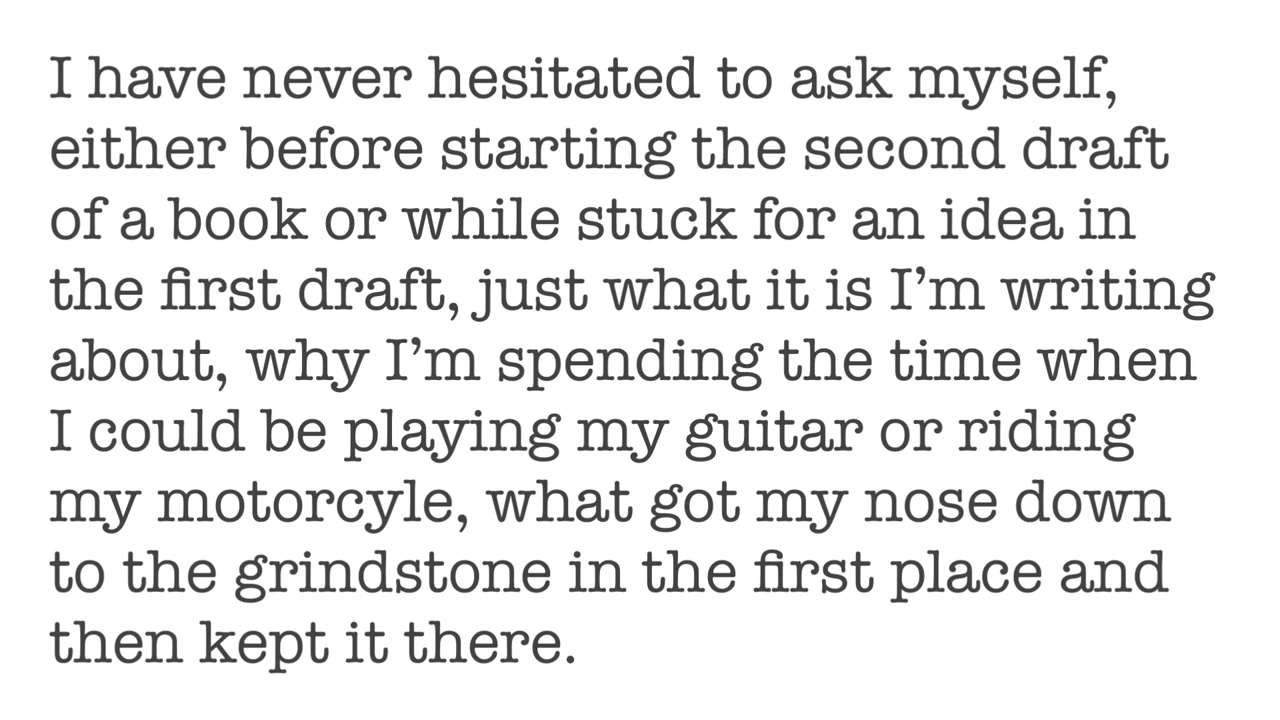 I have never hesitated to ask myself,
either before starting the second draft
of a book or while stuck for an idea in
the first draft, just what it is I’m writing
about, why I’m spending the time when
I could be playing my guitar or riding
my motorcyle, what got my nose down
to the grindstone in the first place and
then kept it there.